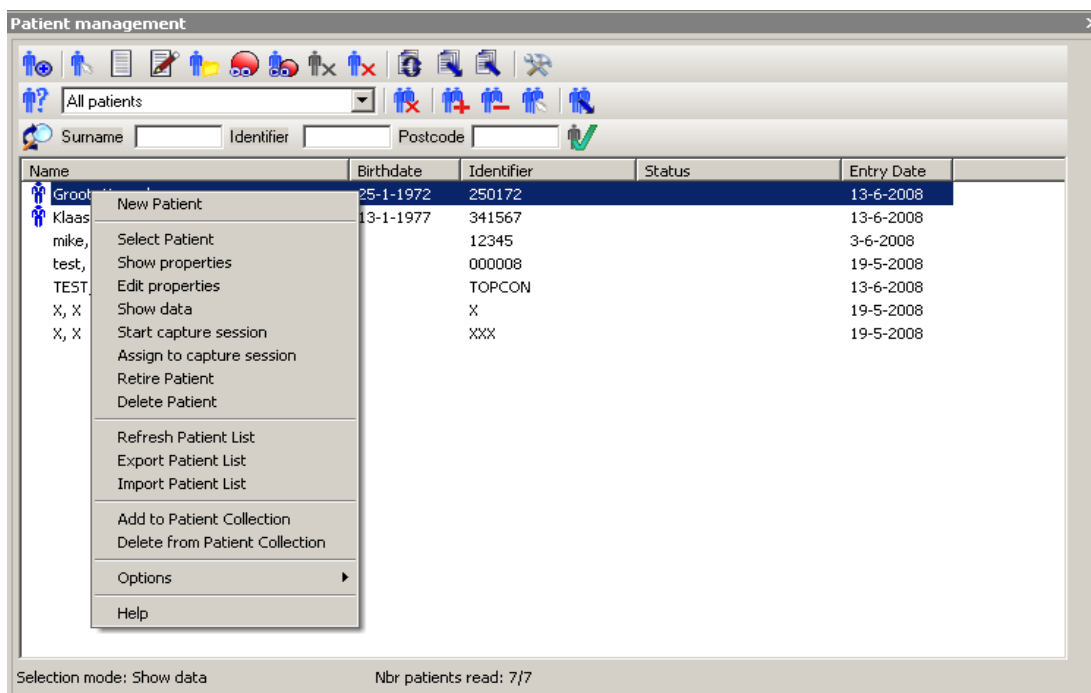 Patient management
All patients
Surname Identifier Postcode
Name Birthdate Identifier Status Entry Date
25-1-1972 250172 13-6-2008
Klaas 13-1-1977 341567 13-6-2008
mike, 12345 3-6-2008
test, 000008 19-5-2008
TEST_ TOPCON 13-6-2008
X, X X 19-5-2008
X, X XXX 19-5-2008
New Patient
Select Patient
Show properties
Edit properties
Show data
Start capture session
Assign to capture session
Retire Patient
Delete Patient
Refresh Patient List
Export Patient List
Import Patient List
Add to Patient Collection
Delete from Patient Collection
Options
Help
Selection mode: Show data Nbr patients read: 7/7